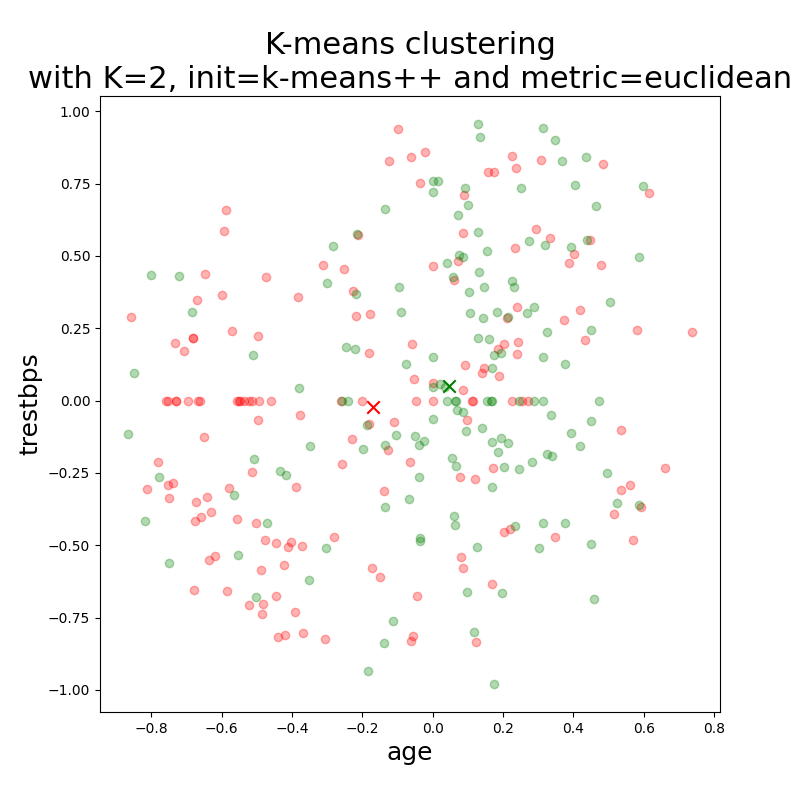 K-means clustering
with K=2, init=k-means++ and metric=euclidean
1.00
0.75
0.50
0.25
0.00
−0.25
−0.50
−0.75
−1.00
trestbps
−0.8 −0.6 −0.4 −0.2 0.0 0.2 0.4 0.6 0.8
age